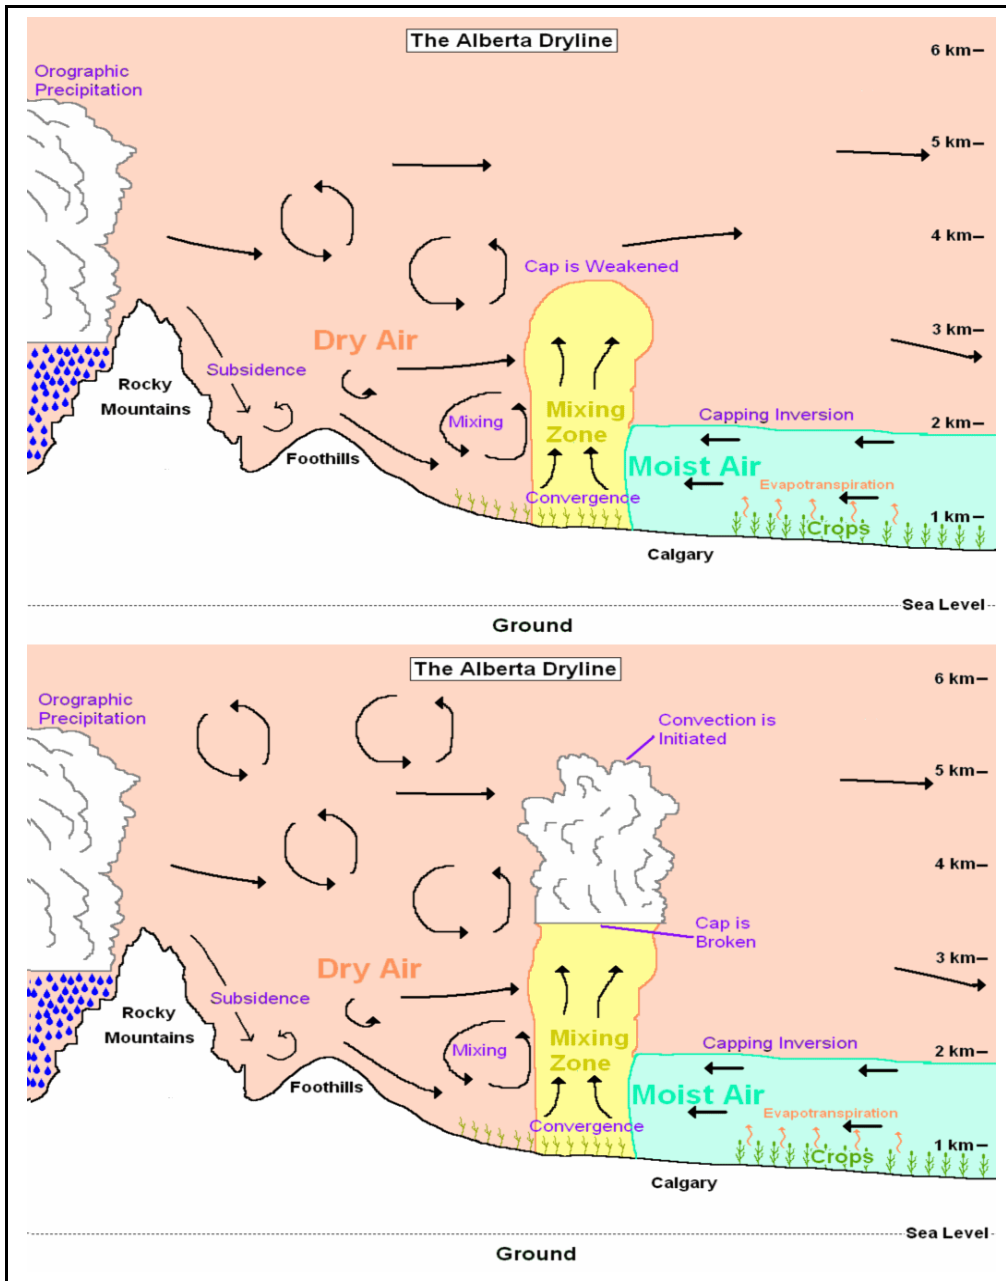 The Alberta Dryline
6 km
Orographic
Precipitation
5 km
4 km
Cap is Weakened
3 km
Dry Air
Subsidence
Rocky
Mountains
Mixing
Mixing
Zone
Capping Inversion
2 km
Foothills
Moist Air
Evapotranspiration
Convergence
1 km
Crops
Calgary
Sea Level
Ground
The Alberta Dryline
6 km
Orographic
Precipitation
Convection is
Initiated
5 km
4 km
Cap is
Broken
3 km
Dry Air
Subsidence
Rocky
Mountains
Mixing
Mixing
Zone
Capping Inversion
2 km
Foothills
Moist Air
Evapotranspiration
Convergence
1 km
Crops
Calgary
Sea Level
Ground